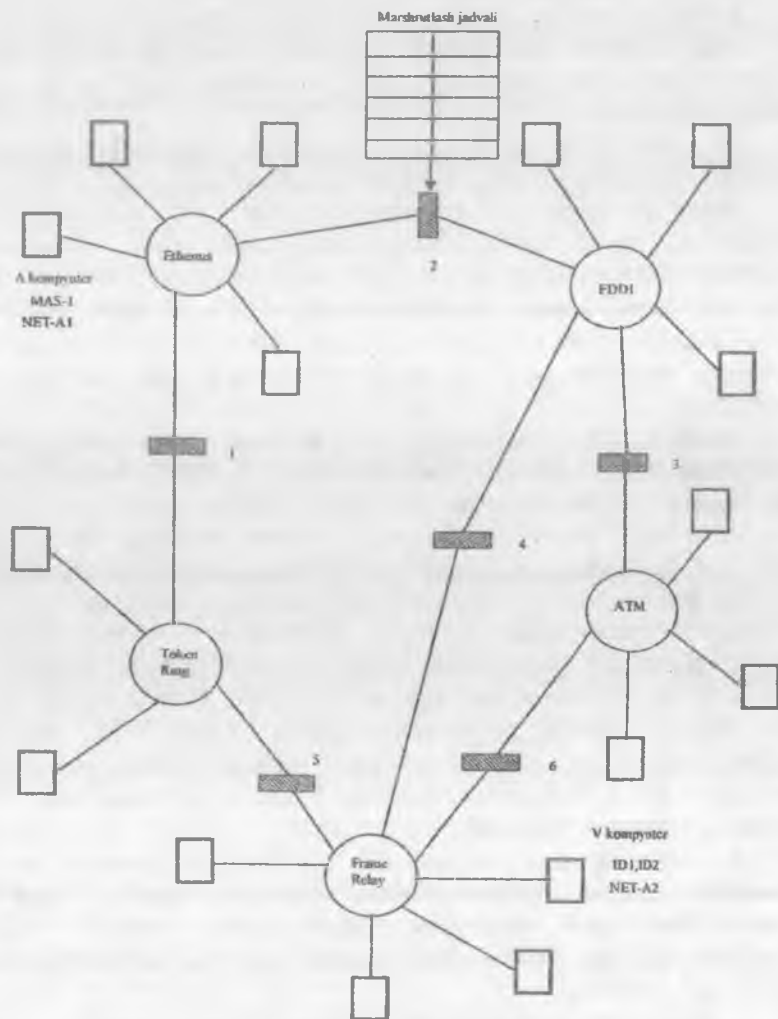 Marshrutlash jadvali
Ethernet
2
FDDI
A kompyuter
MAS-1
NET-A1
1
3
4
ATM
Token
Ring
5
6
V kompyuter
ID1,ID2
NET-A2
Frame
Relay